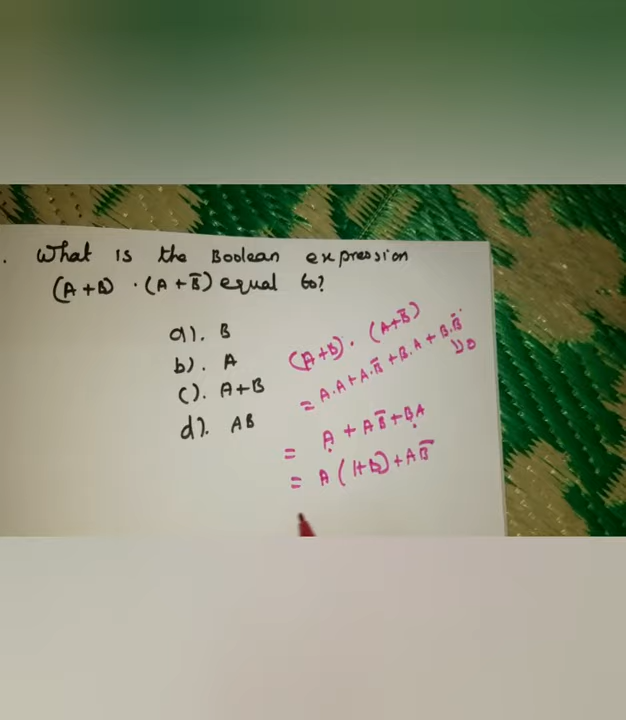 . What is the Boolean expression
(A+B) · (A+B̅) equal to?
a). B
b). A
c). A+B
d). AB
(A+B)·(A+B̅)
= A·A+A·B̅+B·A+B·B̅
= A+AB̅+BA
= A(1+B)+AB̅